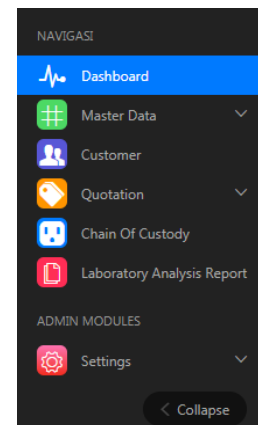 NAVIGASI
Dashboard
Master Data
Customer
Quotation
Chain Of Custody
Laboratory Analysis Report
ADMIN MODULES
Settings
Collapse